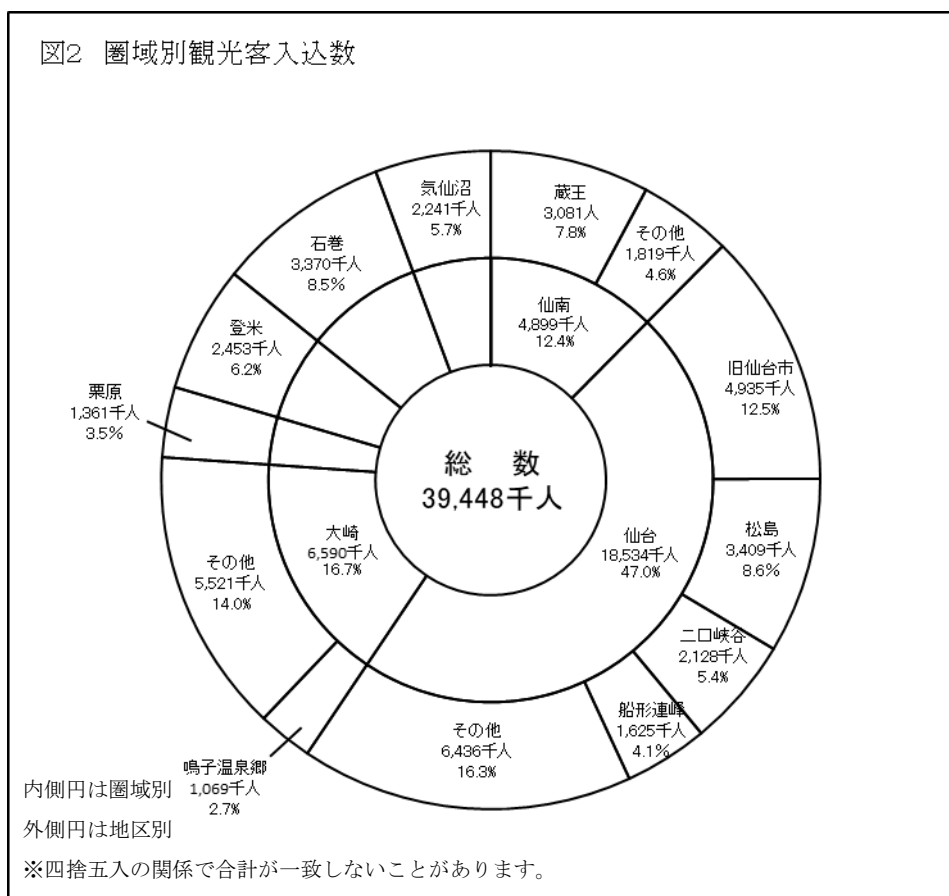 図2 圏域別観光客入込数
気仙沼
2,241千人
5.7%
蔵王
3,081人
7.8%
その他
1,819千人
4.6%
石巻
3,370千人
8.5%
仙南
4,899千人
12.4%
登米
2,453千人
6.2%
旧仙台市
4,935千人
12.5%
栗原
1,361千人
3.5%
総 数
39,448千人
大崎
6,590千人
16.7%
仙台
18,534千人
47.0%
松島
3,409千人
8.6%
その他
5,521千人
14.0%
二口峡谷
2,128千人
5.4%
船形連峰
1,625千人
4.1%
その他
6,436千人
16.3%
鳴子温泉郷
1,069千人
2.7%
内側円は圏域別
外側円は地区別
※四捨五入の関係で合計が一致しないことがあります。